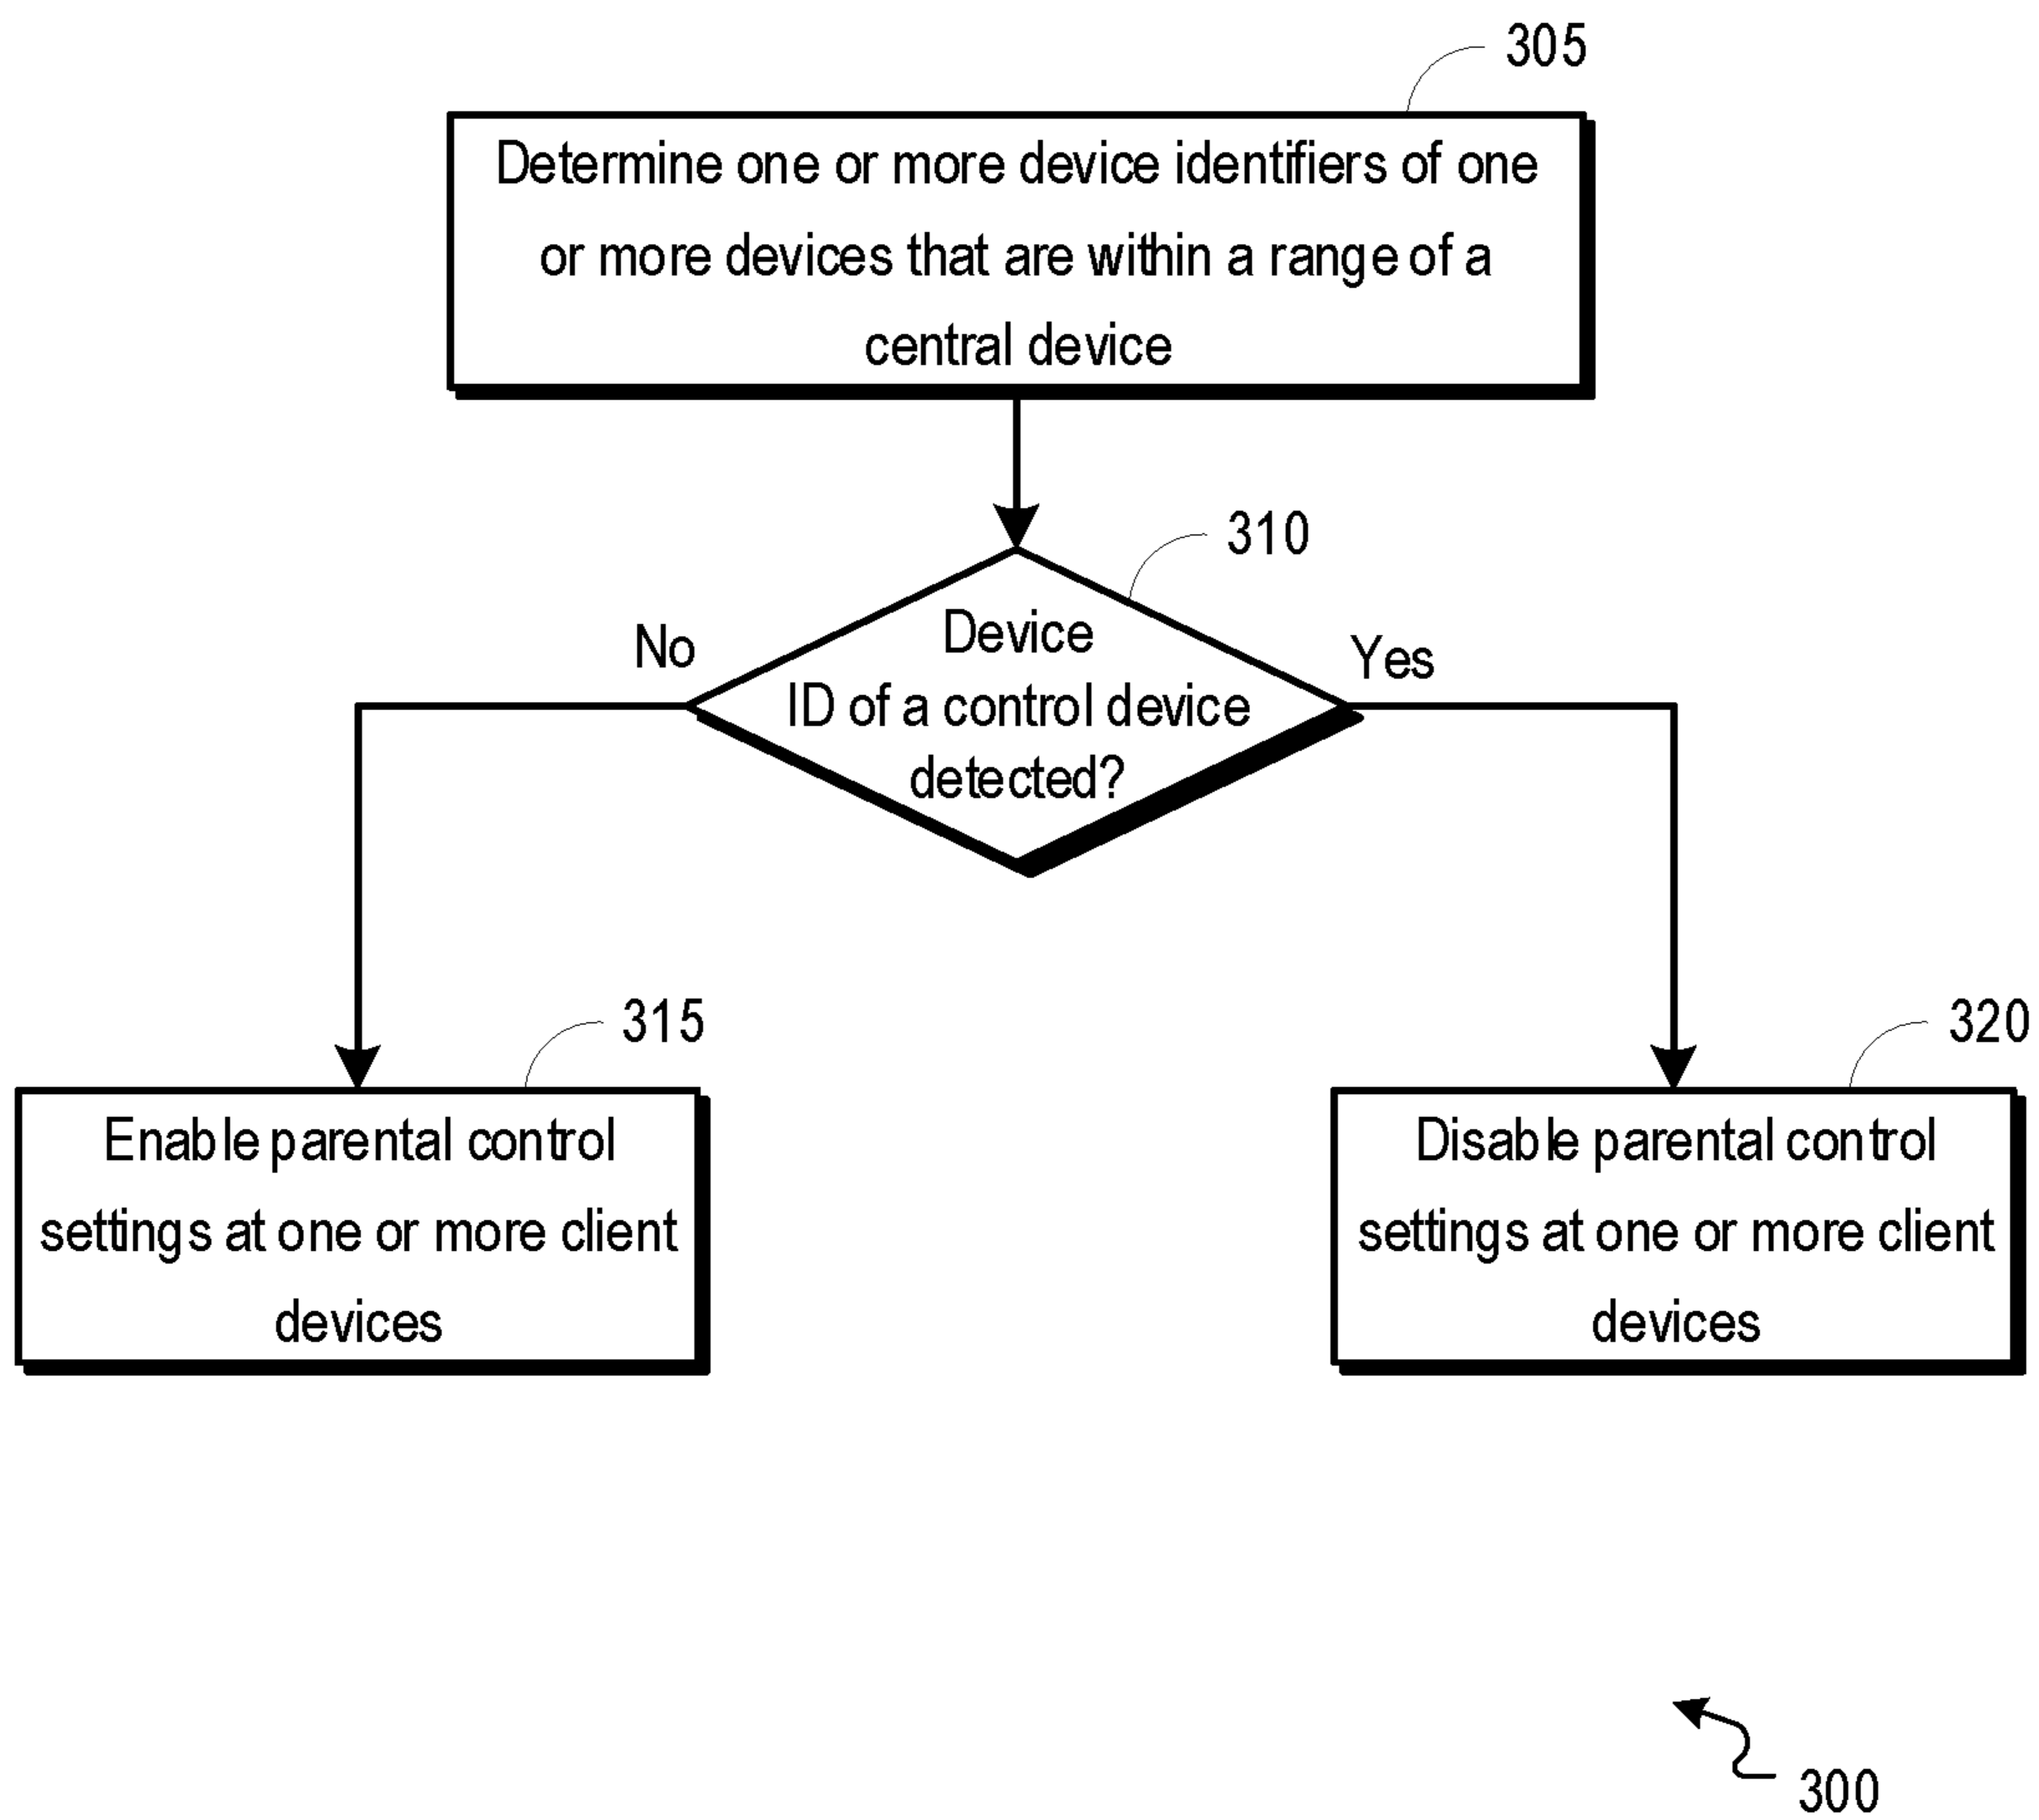 305
Determine one or more device identifiers of one
or more devices that are within a range of a
central device
310
Device
ID of a control device
detected?
No
Yes
315
Enable parental control
settings at one or more client
devices
320
Disable parental control
settings at one or more client
devices
300